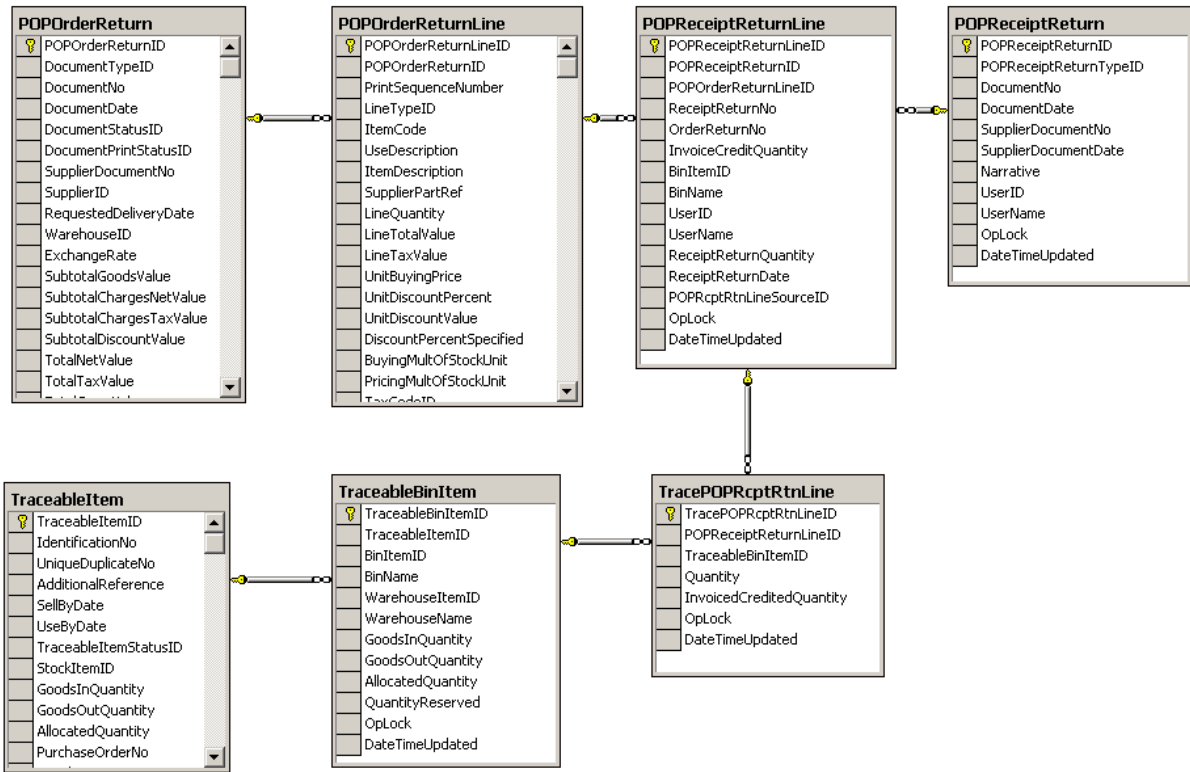 POPOrderReturn
POPOrderReturnID
DocumentTypeID
DocumentNo
DocumentDate
DocumentStatusID
DocumentPrintStatusID
SupplierDocumentNo
SupplierID
RequestedDeliveryDate
WarehouseID
ExchangeRate
SubtotalGoodsValue
SubtotalChargesNetValue
SubtotalChargesTaxValue
SubtotalDiscountValue
TotalNetValue
TotalTaxValue
POPOrderReturnLine
POPOrderReturnLineID
POPOrderReturnID
PrintSequenceNumber
LineTypeID
ItemCode
UseDescription
ItemDescription
SupplierPartRef
LineQuantity
LineTotalValue
LineTaxValue
UnitBuyingPrice
UnitDiscountPercent
UnitDiscountValue
DiscountPercentSpecified
BuyingMultOfStockUnit
PricingMultOfStockUnit
TaxCodeID
POPReceiptReturnLine
POPReceiptReturnLineID
POPReceiptReturnID
POPOrderReturnLineID
ReceiptReturnNo
OrderReturnNo
InvoiceCreditQuantity
BinItemID
BinName
UserID
UserName
ReceiptReturnQuantity
ReceiptReturnDate
POPRcptRtnLineSourceID
OpLock
DateTimeUpdated
POPReceiptReturn
POPReceiptReturnID
POPReceiptReturnTypeID
DocumentNo
DocumentDate
SupplierDocumentNo
SupplierDocumentDate
Narrative
UserID
UserName
OpLock
DateTimeUpdated
TraceableItem
TraceableItemID
IdentificationNo
UniqueDuplicateNo
AdditionalReference
SellByDate
UseByDate
TraceableItemStatusID
StockItemID
GoodsInQuantity
GoodsOutQuantity
AllocatedQuantity
PurchaseOrderNo
TraceableBinItem
TraceableBinItemID
TraceableItemID
BinItemID
BinName
WarehouseItemID
WarehouseName
GoodsInQuantity
GoodsOutQuantity
AllocatedQuantity
QuantityReserved
OpLock
DateTimeUpdated
TracePOPRcptRtnLine
TracePOPRcptRtnLineID
POPReceiptReturnLineID
TraceableBinItemID
Quantity
InvoicedCreditedQuantity
OpLock
DateTimeUpdated